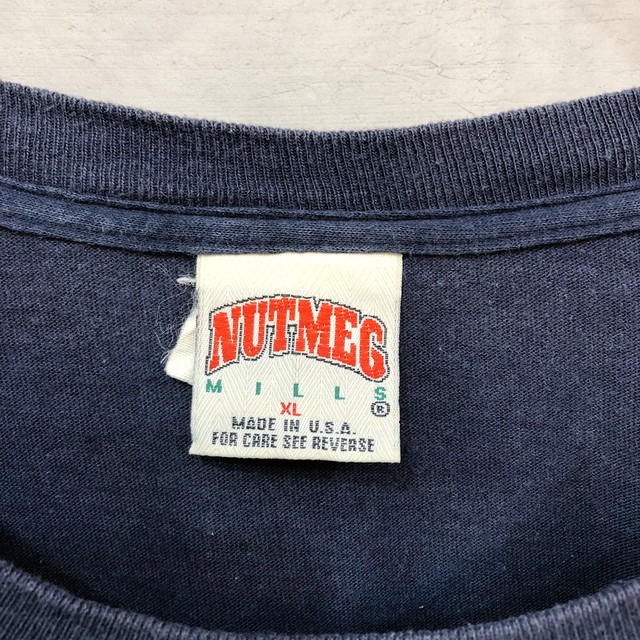 NUTMEG
MILLS
XL ®
MADE IN U.S.A.
FOR CARE SEE REVERSE